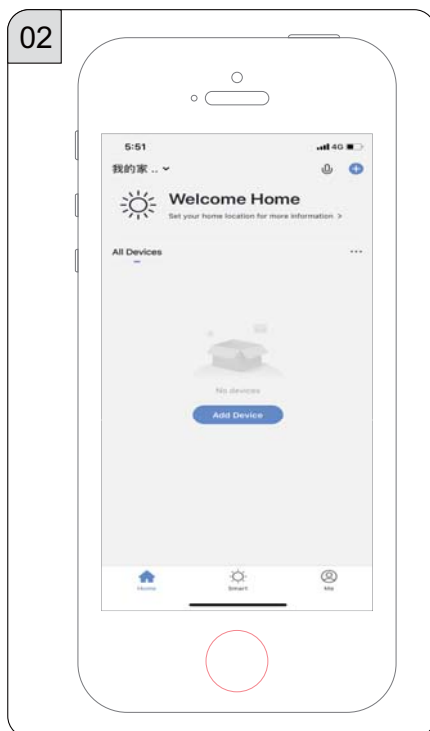 02
5:51
4G
我的家 .. 
Welcome Home
Set your home location for more information >
All Devices
...
No devices
Add Device
Home
Smart
Me